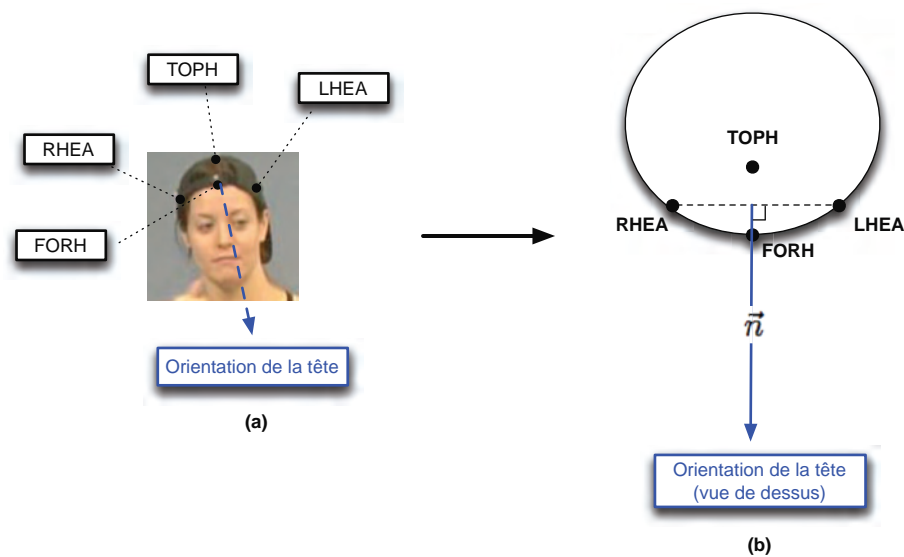 TOPH
LHEA
RHEA
FORH
Orientation de la tête
(a)
TOPH
RHEA
LHEA
FORH
n⃗
Orientation de la tête
(vue de dessus)
(b)